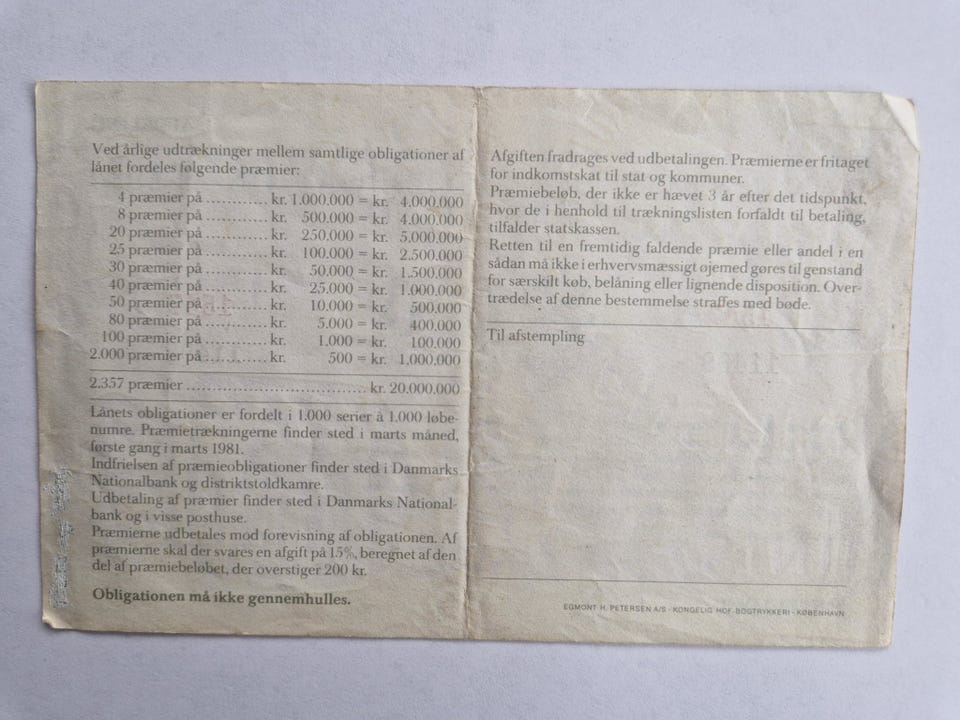 Ved årlige udtrækninger mellem samtlige obligationer af
lånet fordeles følgende præmier:
4 præmier på ........... kr. 1.000.000 = kr. 4.000.000
8 præmier på ........... kr. 500.000 = kr. 4.000.000
20 præmier på ........... kr. 250.000 = kr. 5.000.000
25 præmier på ........... kr. 100.000 = kr. 2.500.000
30 præmier på ........... kr. 50.000 = kr. 1.500.000
40 præmier på ........... kr. 25.000 = kr. 1.000.000
50 præmier på ........... kr. 10.000 = kr. 500.000
80 præmier på ........... kr. 5.000 = kr. 400.000
100 præmier på ........... kr. 1.000 = kr. 100.000
2.000 præmier på ........... kr. 500 = kr. 1.000.000
2.357 præmier ................................ kr. 20.000.000
Lånets obligationer er fordelt i 1.000 serier à 1.000 løbe-
numre. Præmietrækningerne finder sted i marts måned,
første gang i marts 1981.
Indfrielsen af præmieobligationer finder sted i Danmarks
Nationalbank og distriktstoldkamre.
Udbetaling af præmier finder sted i Danmarks National-
bank og i visse posthuse.
Præmierne udbetales mod forevisning af obligationen. Af
præmierne skal der svares en afgift på 15%, beregnet af den
del af præmiebeløbet, der overstiger 200 kr.
Obligationen må ikke gennemhulles.
Afgiften fradrages ved udbetalingen. Præmierne er fritaget
for indkomstskat til stat og kommuner.
Præmiebeløb, der ikke er hævet 3 år efter det tidspunkt,
hvor de i henhold til trækningslisten forfaldt til betaling,
tilfalder statskassen.
Retten til en fremtidig faldende præmie eller andel i en
sådan må ikke i erhvervsmæssigt øjemed gøres til genstand
for særskilt køb, belåning eller lignende disposition. Over-
trædelse af denne bestemmelse straffes med bøde.
Til afstempling
EGMONT H. PETERSEN A/S - KONGELIG HOF-BOGTRYKKERI - KØBENHAVN